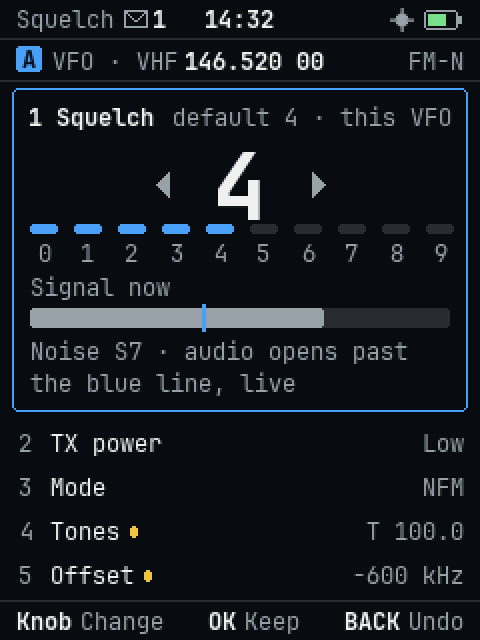 Squelch 1 14:32
A VFO · VHF 146.520 00 FM-N
1 Squelch default 4 · this VFO
4
0 1 2 3 4 5 6 7 8 9
Signal now
Noise S7 · audio opens past
the blue line, live
2 TX power Low
3 Mode NFM
4 Tones T 100.0
5 Offset -600 kHz
Knob Change OK Keep BACK Undo